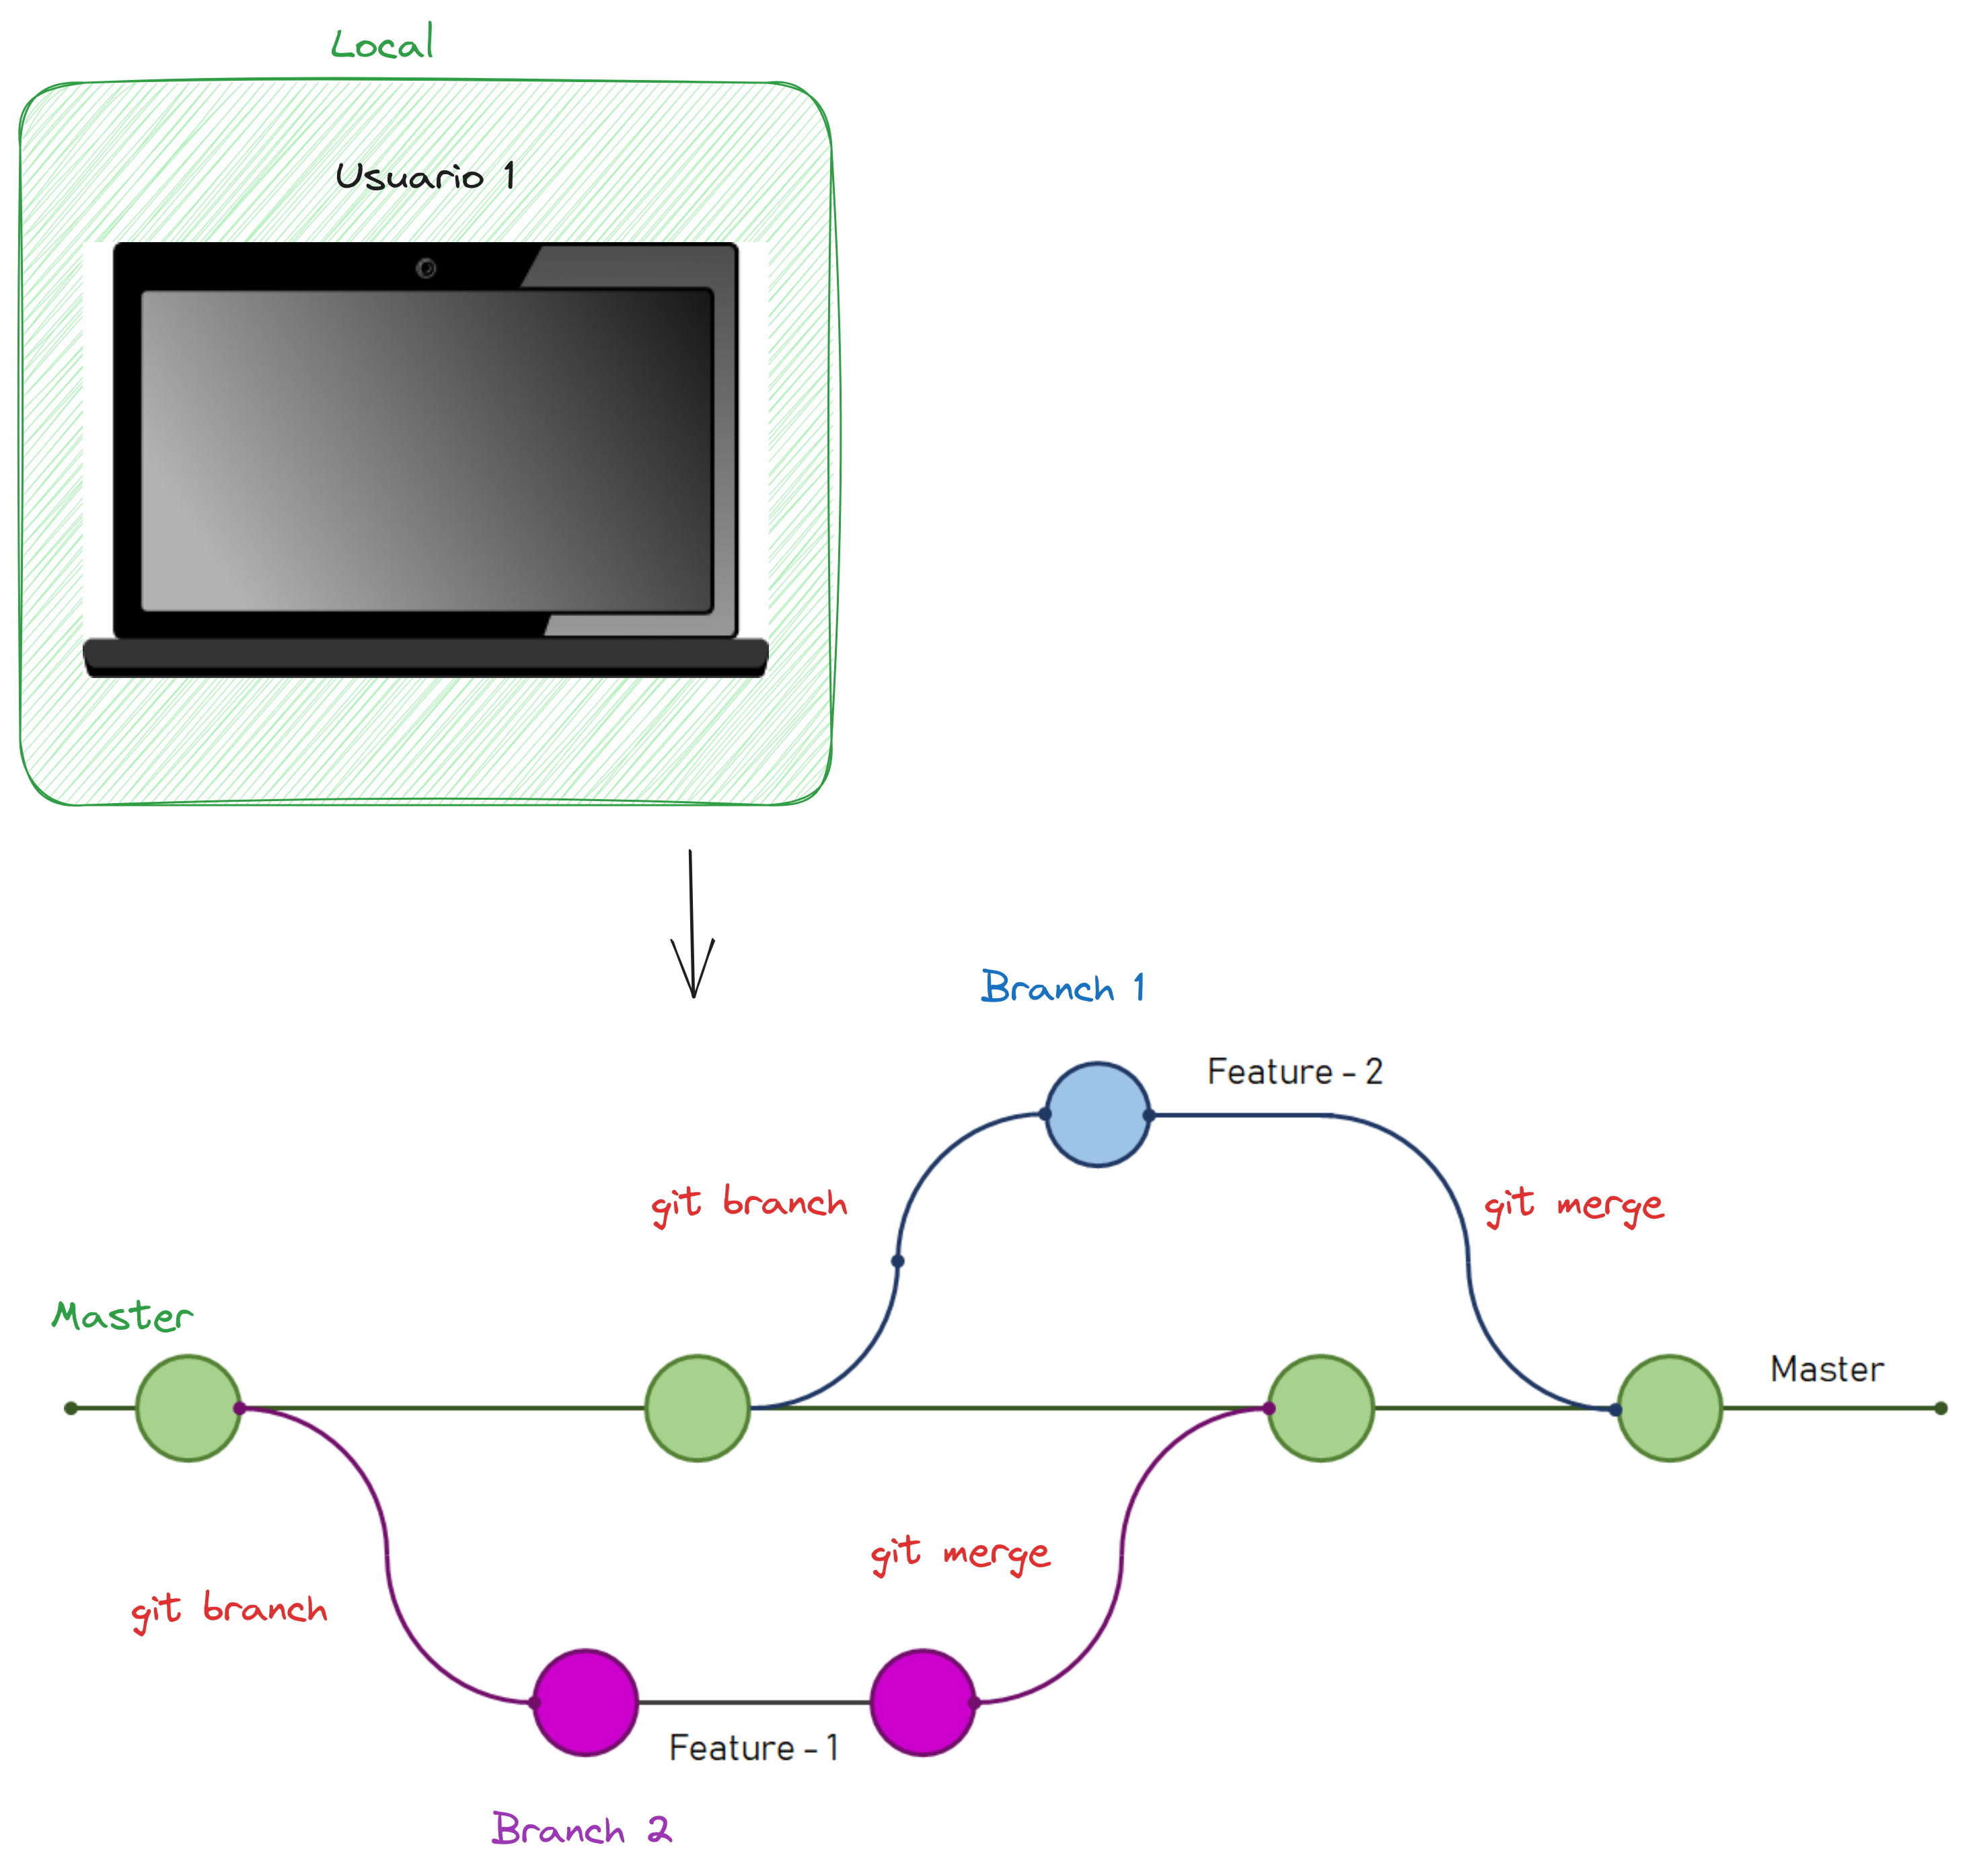 Local
Usuario 1
Branch 1
Feature - 2
git branch
git merge
Master
Master
git merge
git branch
Feature - 1
Branch 2